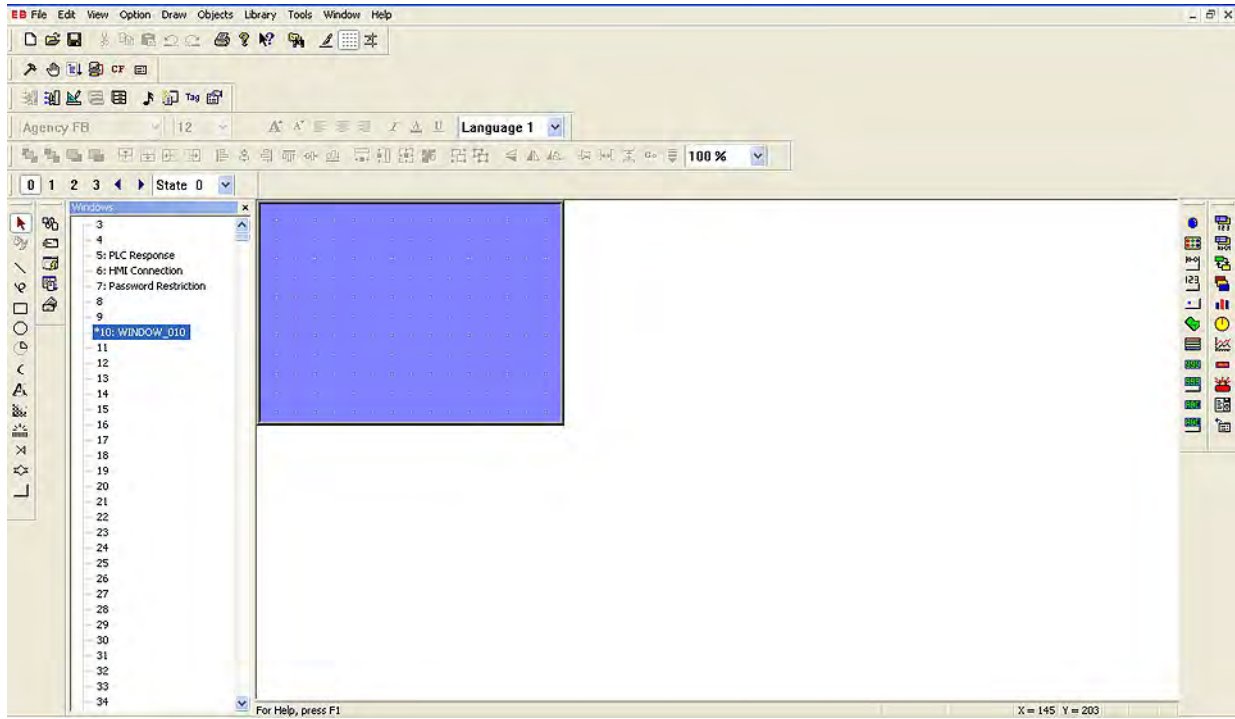 EB File Edit View Option Draw Objects Library Tools Window Help
CF
Tag
Agency FB 12 Language 1
100 %
0 1 2 3 State 0
Windows
3
4
5: PLC Response
6: HMI Connection
7: Password Restriction
8
9
*10: WINDOW_010
11
12
13
14
15
16
17
18
19
20
21
22
23
24
25
26
27
28
29
30
31
32
33
34
For Help, press F1 X = 145 Y = 203